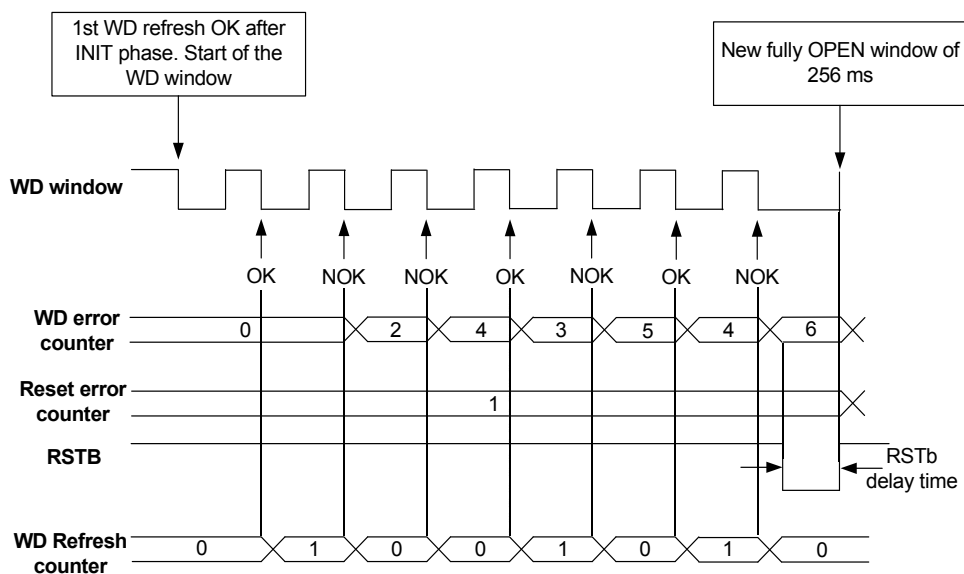 1st WD refresh OK after
INIT phase. Start of the
WD window
New fully OPEN window of
256 ms
WD window
OK NOK NOK OK NOK OK NOK
WD error
counter
0 2 4 3 5 4 6
Reset error
counter
1
RSTB
RSTb
delay time
WD Refresh
counter
0 1 0 0 1 0 1 0